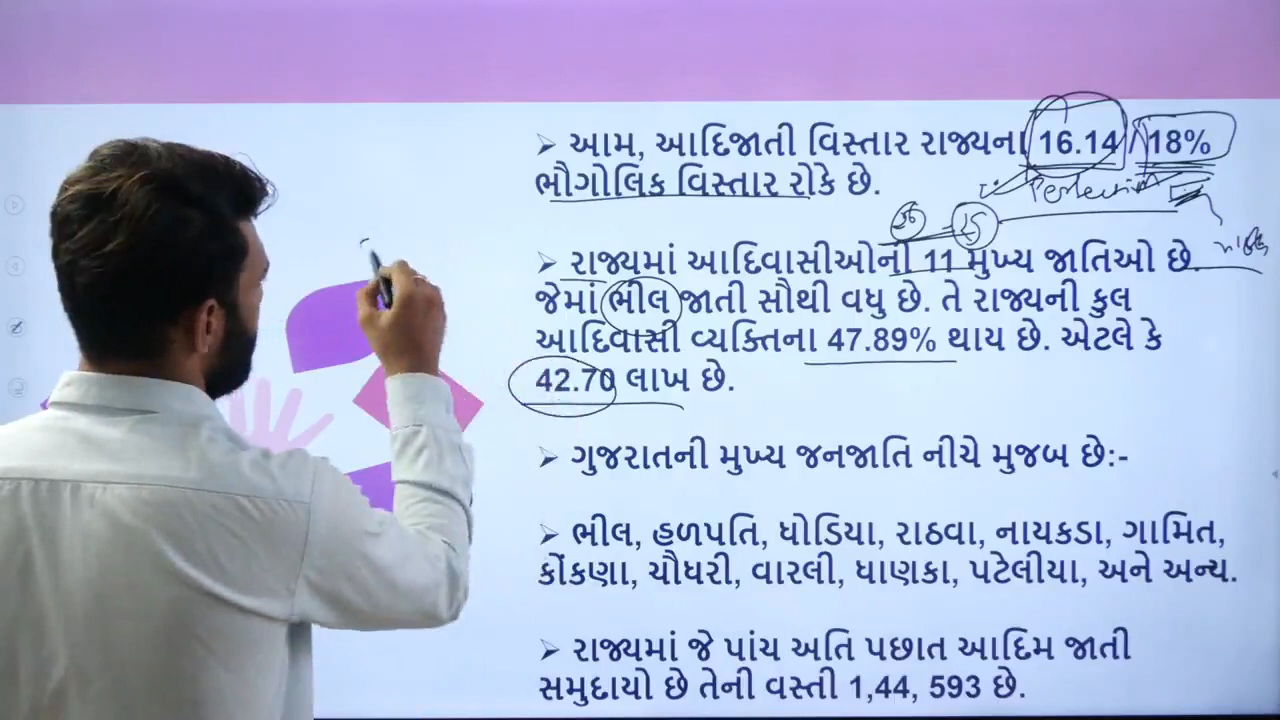 ➢ આમ, આદિજાતી વિસ્તાર રાજ્યના 16.14 / 18%
ભૌગોલિક વિસ્તાર રોકે છે.
26 25
➢ રાજ્યમાં આદિવાસીઓની 11 મુખ્ય જાતિઓ છે.
જેમાં ભીલ જાતી સૌથી વધુ છે. તે રાજ્યની કુલ
આદિવાસી વ્યક્તિના 47.89% થાય છે. એટલે કે
42.70 લાખ છે.
➢ ગુજરાતની મુખ્ય જનજાતિ નીચે મુજબ છે:-
➢ ભીલ, હળપતિ, ધોડિયા, રાઠવા, નાયકડા, ગામિત,
કોંકણા, ચૌધરી, વારલી, ધાણકા, પટેલીયા, અને અન્ય.
➢ રાજ્યમાં જે પાંચ અતિ પછાત આદિમ જાતી
સમુદાયો છે તેની વસ્તી 1,44, 593 છે.